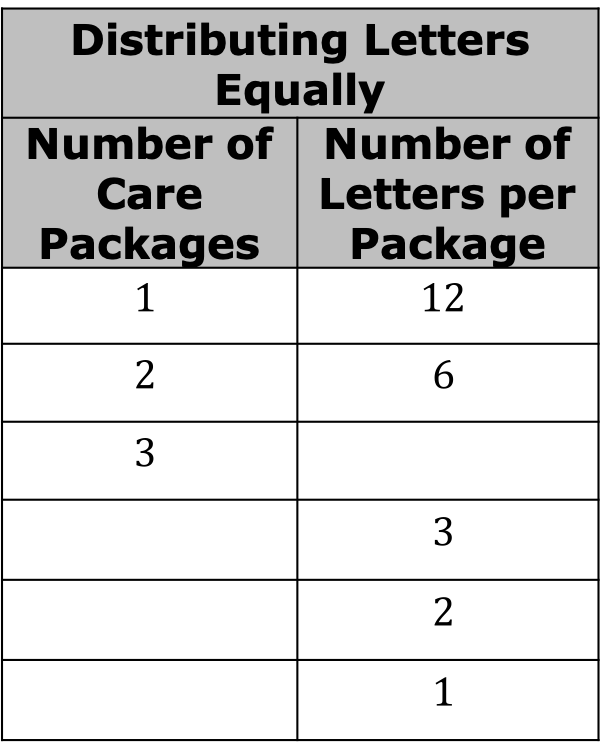 Distributing Letters
Equally
Number of
Care
Packages
Number of
Letters per
Package
1 12
2 6
3
3
2
1